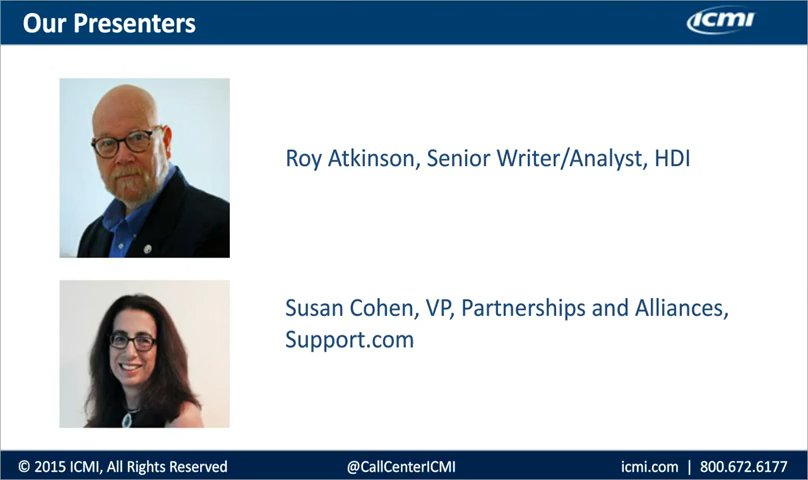 Our Presenters
ICMI
Roy Atkinson, Senior Writer/Analyst, HDI
Susan Cohen, VP, Partnerships and Alliances,
Support.com
© 2015 ICMI, All Rights Reserved
@CallCenterICMI
icmi.com | 800.672.6177